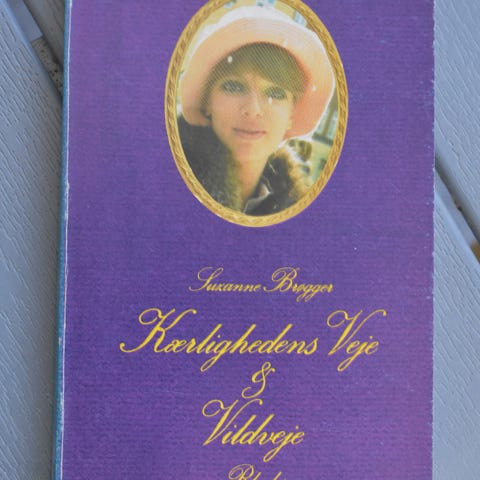 Suzanne Brøgger
Kærlighedens Veje
&
Vildveje